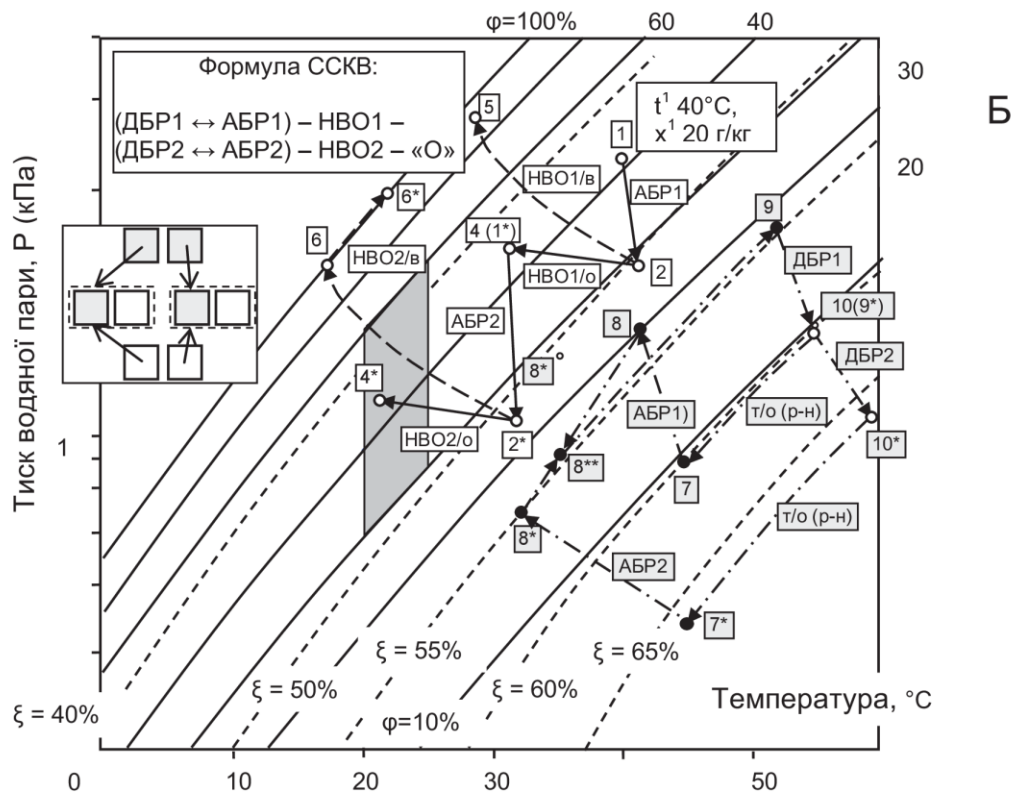 φ=100%
60
40
30
20
Б
Формула ССКВ:
(ДБР1 ↔ АБР1) – НВО1 –
(ДБР2 ↔ АБР2) – НВО2 – «О»
t¹ 40°С,
x¹ 20 г/кг
1
5
НВО1/в
АБР1
6*
9
4 (1*)
6
НВО2/в
НВО1/о
2
ДБР1
АБР2
8
10(9*)
8*
ДБР2
4*
АБР1)
т/о (р-н)
НВО2/о
2*
10*
8**
7
8*
т/о (р-н)
АБР2
7*
ξ = 55%
ξ = 65%
ξ = 50%
ξ = 60%
ξ = 40%
φ=10%
Температура, °С
Тиск водяної пари, Р (кПа)
1
0
10
20
30
50